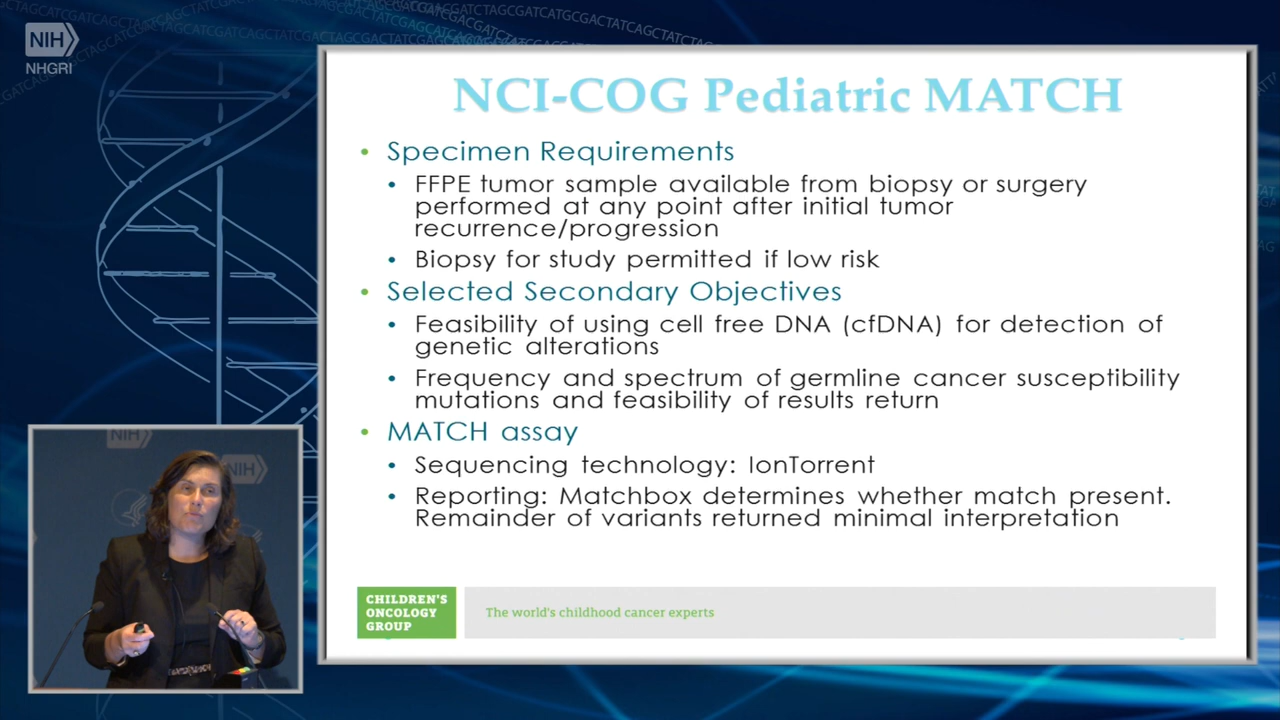 NIH
NHGRI
NCI-COG Pediatric MATCH
• Specimen Requirements
• FFPE tumor sample available from biopsy or surgery
performed at any point after initial tumor
recurrence/progression
• Biopsy for study permitted if low risk
• Selected Secondary Objectives
• Feasibility of using cell free DNA (cfDNA) for detection of
genetic alterations
• Frequency and spectrum of germline cancer susceptibility
mutations and feasibility of results return
• MATCH assay
• Sequencing technology: IonTorrent
• Reporting: Matchbox determines whether match present.
Remainder of variants returned minimal interpretation
CHILDREN'S
ONCOLOGY
GROUP
The world's childhood cancer experts
NIH
NIH